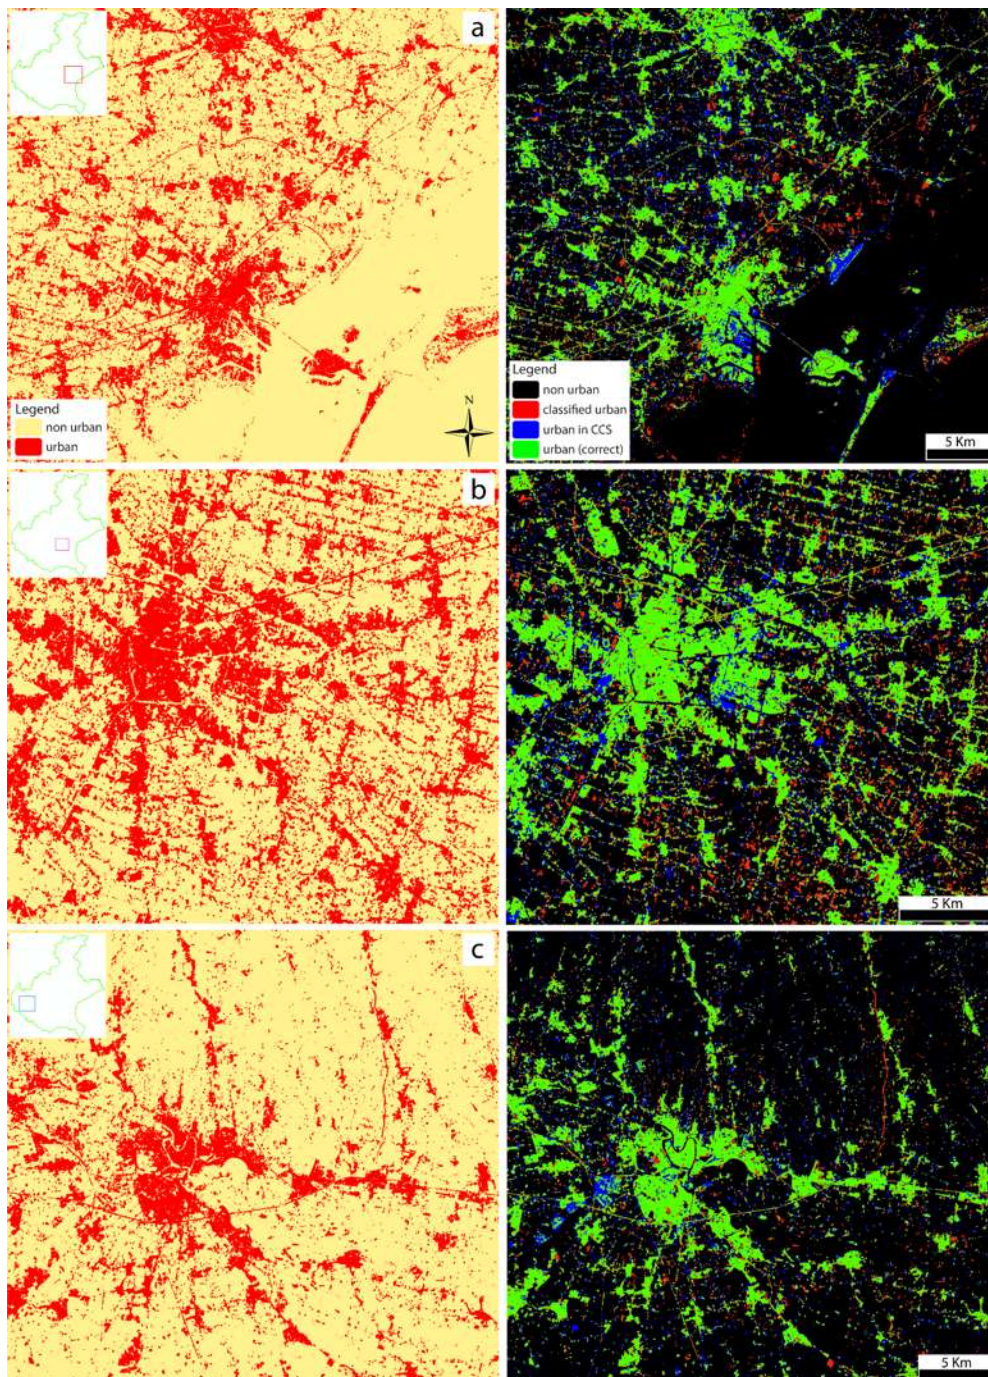 a
Legend
non urban
urban
N
Legend
non urban
classified urban
urban in CCS
urban (correct)
5 Km
b
5 Km
c
5 Km